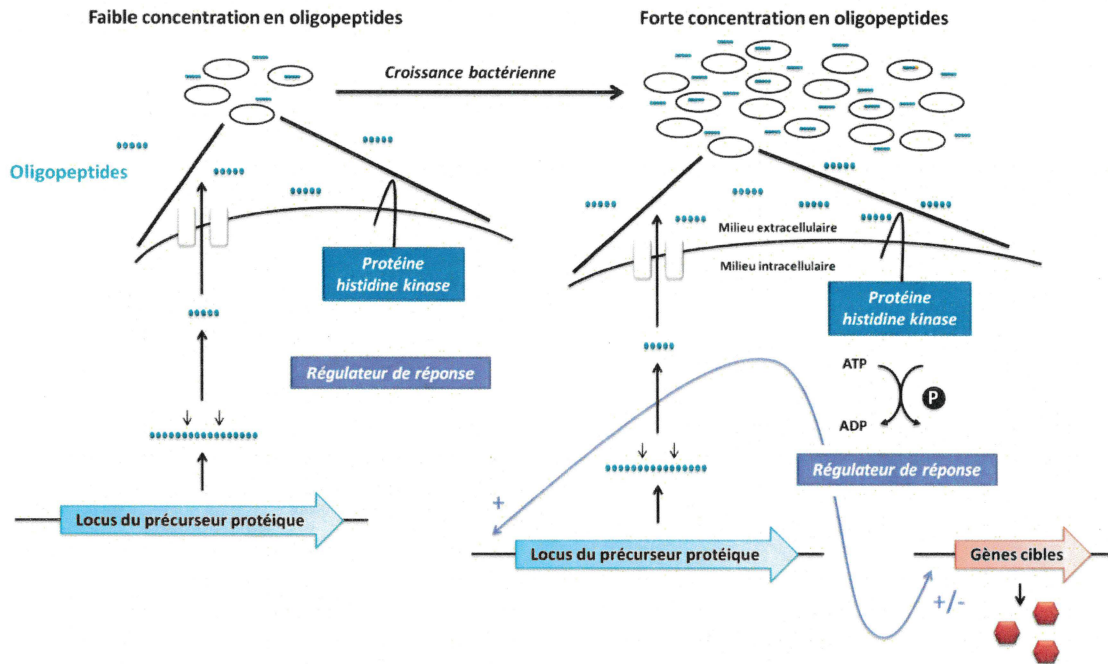 Faible concentration en oligopeptides
Forte concentration en oligopeptides
Croissance bactérienne
Oligopeptides
Milieu extracellulaire
Milieu intracellulaire
Protéine
histidine kinase
Protéine
histidine kinase
Régulateur de réponse
ATP
P
ADP
Régulateur de réponse
+
Locus du précurseur protéique
Locus du précurseur protéique
Gènes cibles
+/-